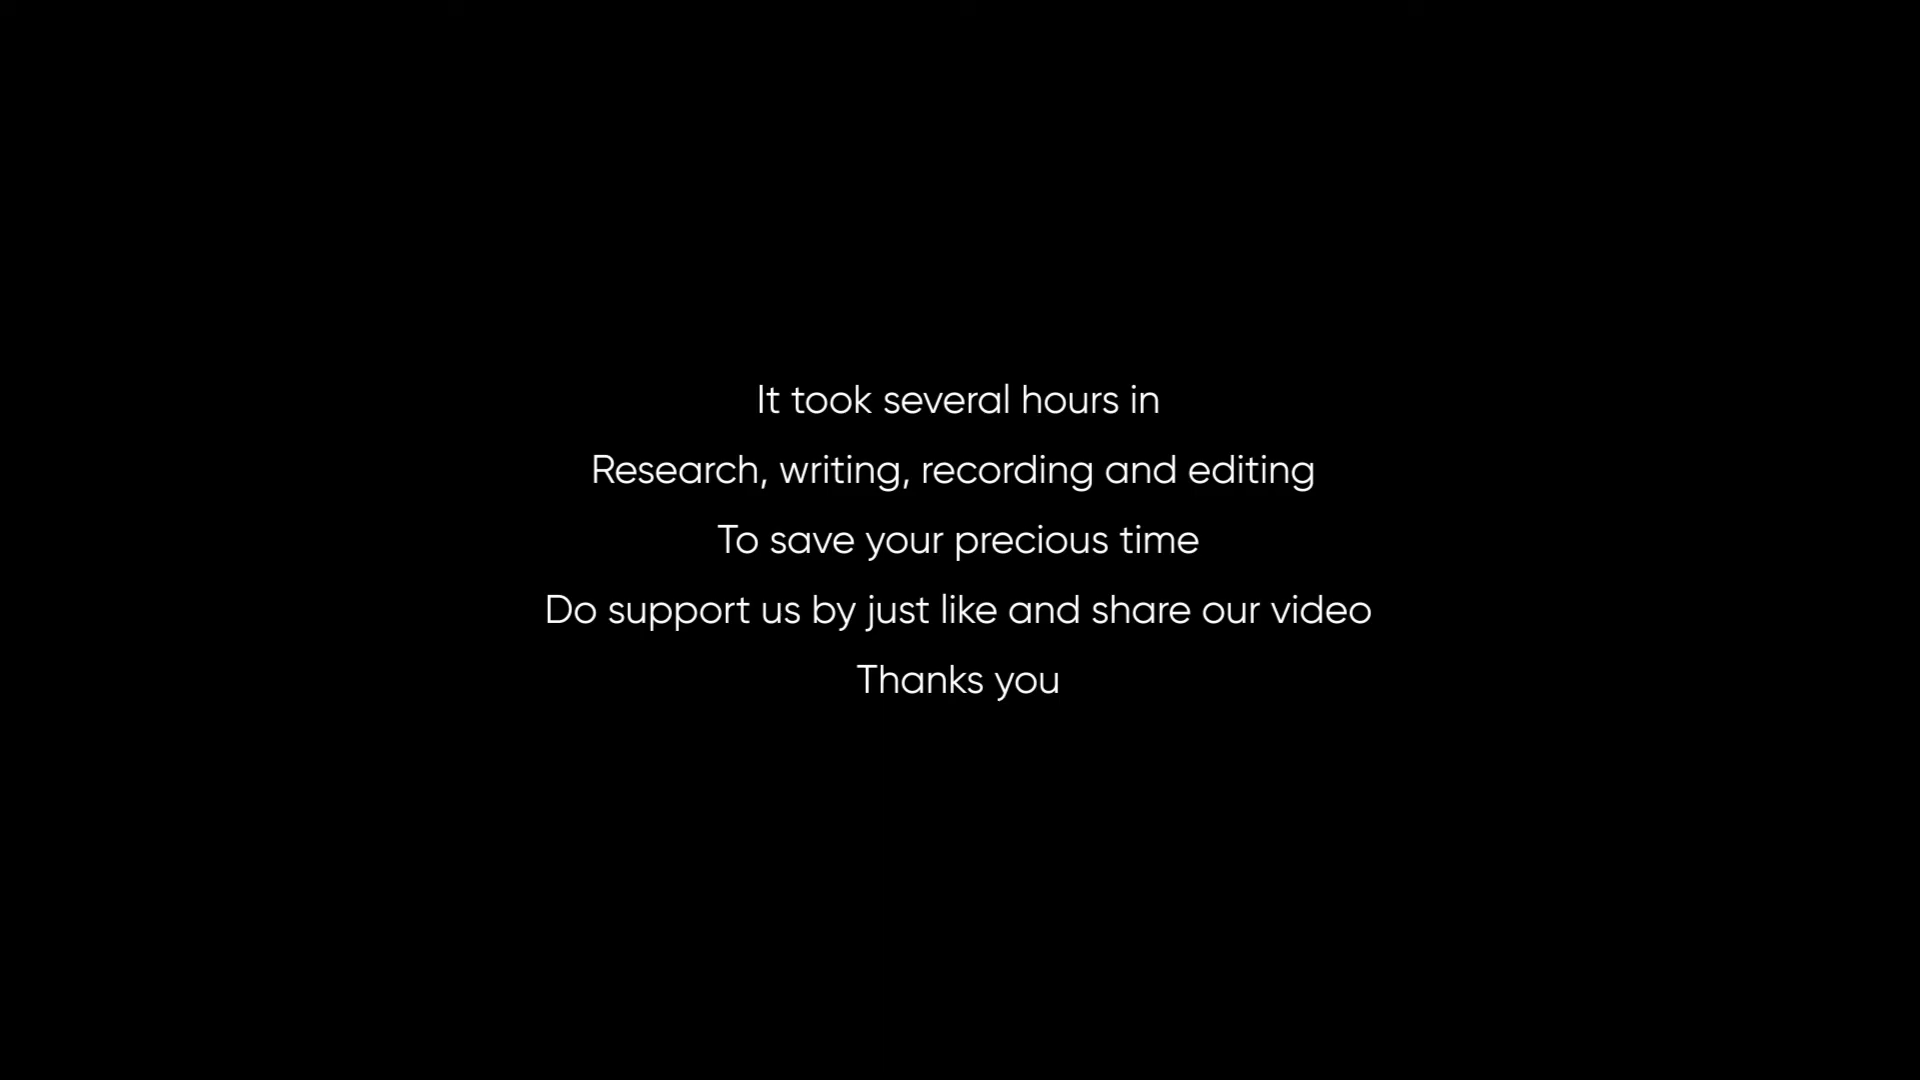 It took several hours in
Research, writing, recording and editing
To save your precious time
Do support us by just like and share our video
Thanks you